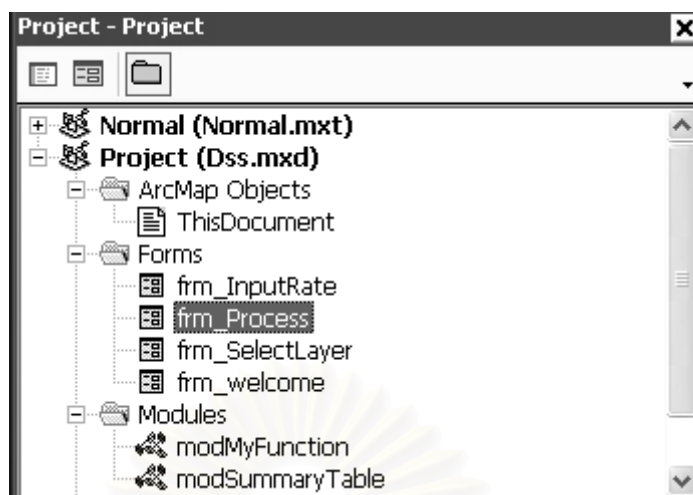 Project - Project
Normal (Normal.mxt)
Project (Dss.mxd)
ArcMap Objects
ThisDocument
Forms
frm_InputRate
frm_Process
frm_SelectLayer
frm_welcome
Modules
modMyFunction
modSummaryTable